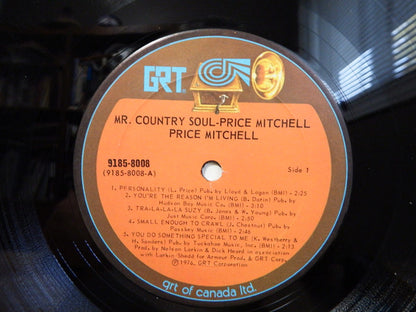 GRT
MR. COUNTRY SOUL-PRICE MITCHELL
PRICE MITCHELL
9185-8008
(9185-8008-A)
Side 1
1. PERSONALITY (L. Price) Pub. by Lloyd & Logan (BMI) - 2:25
2. YOU'RE THE REASON I'M LIVING (B. Darin) Pub. by
Hudson Bay Music Co. (BMI) - 2:10
3. TRA-LA-LA-LA SUZY (B. Jones & K. Young) Pub. by
Just Music Corp. (BMI) - 2:30
4. SMALL ENOUGH TO CRAWL (J. Chestnut) Pub. by
Passkey Music (BMI) - 2:46
5. YOU DO SOMETHING SPECIAL TO ME (K. Westberry &
H. Sanders) Pub. by Tuckahoe Music, Inc. (BMI) - 2:13
Prod. by Nelson Larkin & Dick Heard in association
with Larkin-Shedd for Armour Prod. & GRT Corp.
℗ 1976, GRT Corporation
grt of canada ltd.